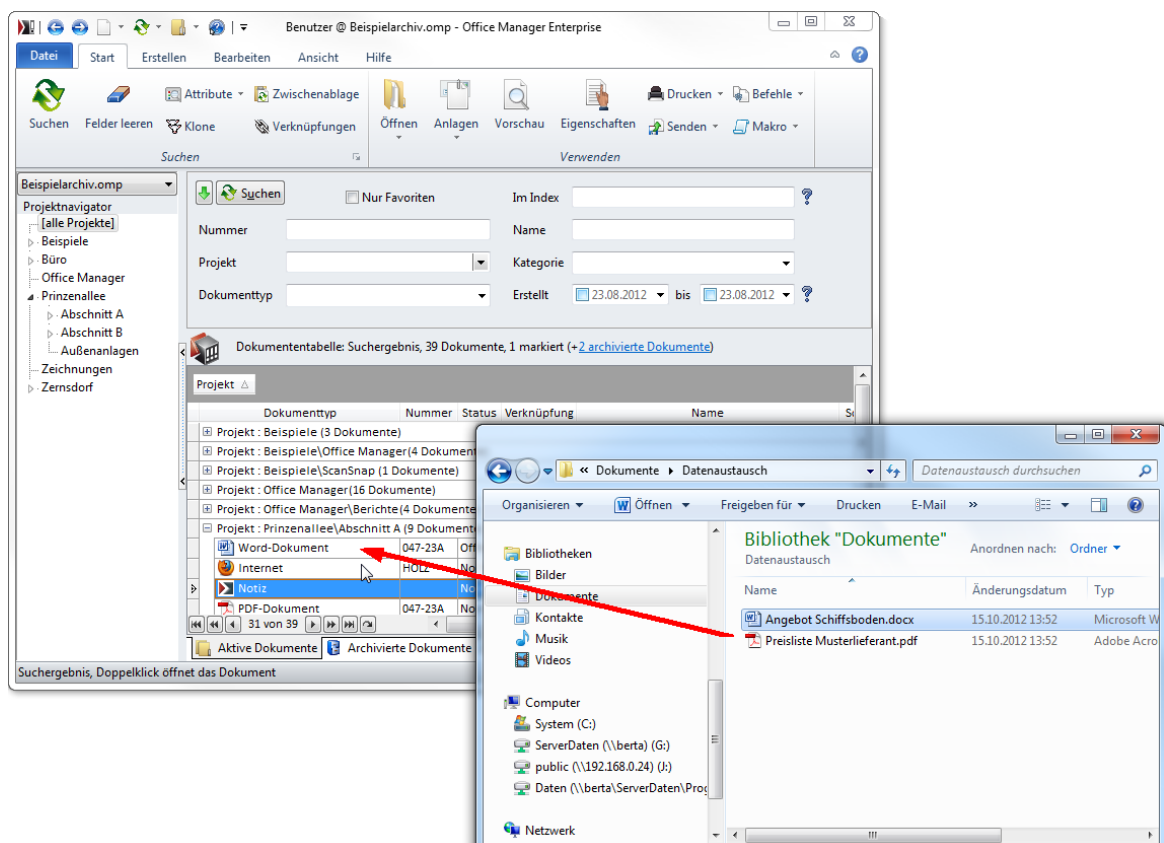 Benutzer @ Beispielarchiv.omp - Office Manager Enterprise
Datei Start Erstellen Bearbeiten Ansicht Hilfe
Suchen Felder leeren Attribute Zwischenablage Klone Verknüpfungen
Öffnen Anlagen Vorschau Eigenschaften Drucken Befehle Senden Makro
Suchen Verwenden
Beispielarchiv.omp
Projektnavigator
[alle Projekte]
Beispiele
Büro
Office Manager
Prinzenallee
Abschnitt A
Abschnitt B
Außenanlagen
Zeichnungen
Zernsdorf
Suchen Nur Favoriten Im Index
Nummer Name
Projekt Kategorie
Dokumenttyp Erstellt 23.08.2012 bis 23.08.2012
Dokumententabelle: Suchergebnis, 39 Dokumente, 1 markiert (+2 archivierte Dokumente)
Projekt
Dokumenttyp Nummer Status Verknüpfung Name
Projekt : Beispiele (3 Dokumente)
Projekt : Beispiele\Office Manager(4 Dokumen
Projekt : Beispiele\ScanSnap (1 Dokumente)
Projekt : Office Manager(16 Dokumente)
Projekt : Office Manager\Berichte(4 Dokumente
Projekt : Prinzenallee\Abschnitt A (9 Dokumente
Word-Dokument 047-23A Off
Internet HOLZ No
Notiz No
PDF-Dokument 047-23A No
31 von 39
Aktive Dokumente Archivierte Dokumente
Suchergebnis, Doppelklick öffnet das Dokument
« Dokumente Datenaustausch Datenaustausch durchsuchen
Organisieren Öffnen Freigeben für Drucken E-Mail »
Bibliotheken
Bilder
Dokumente
Kontakte
Musik
Videos
Computer
System (C:)
ServerDaten (\\berta) (G:)
public (\\192.168.0.24) (J:)
Daten (\\berta\ServerDaten\Prog
Netzwerk
Bibliothek "Dokumente"
Datenaustausch
Anordnen nach: Ordner
Name Änderungsdatum Typ
Angebot Schiffsboden.docx 15.10.2012 13:52 Microsoft W
Preisliste Musterlieferant.pdf 15.10.2012 13:52 Adobe Acro